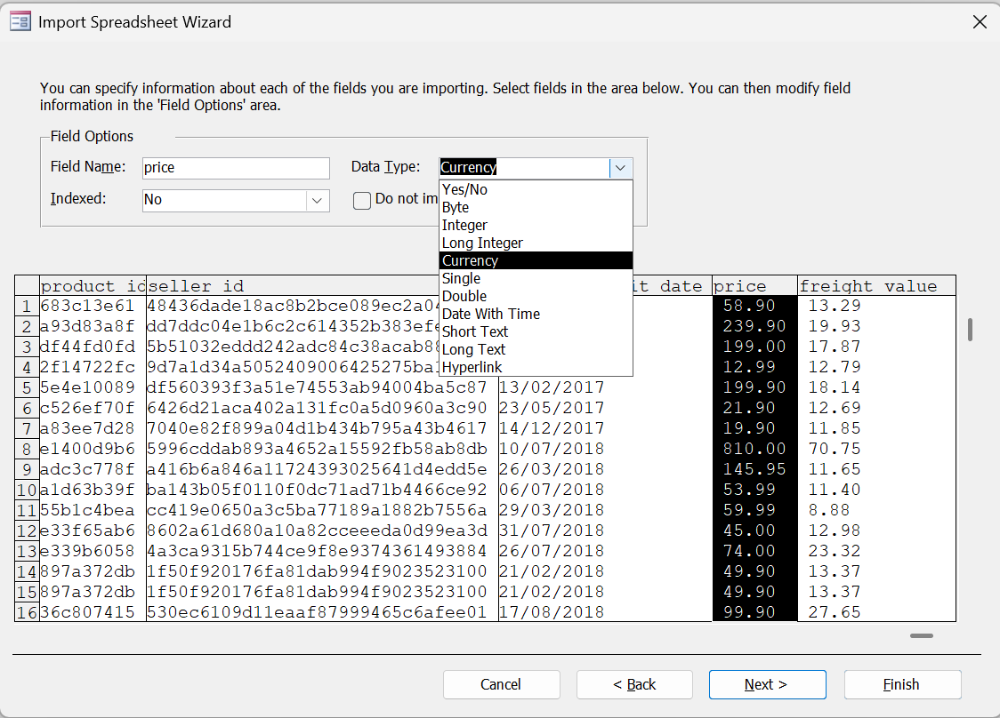 Import Spreadsheet Wizard
You can specify information about each of the fields you are importing. Select fields in the area below. You can then modify field
information in the 'Field Options' area.
Field Options
Field Name: price Data Type: Currency
Indexed: No Do not im
Yes/No
Byte
Integer
Long Integer
Currency
Single
Double
Date With Time
Short Text
Long Text
Hyperlink
product id seller id it date price freight value
1 683c13e61 48436dade18ac8b2bce089ec2a04 58.90 13.29
2 a93d83a8f dd7ddc04e1b6c2c614352b383efe 239.90 19.93
3 df44fd0fd 5b51032eddd242adc84c38acab88 199.00 17.87
4 2f14722fc 9d7a1d34a5052409006425275ba1 12.99 12.79
5 5e4e10089 df560393f3a51e74553ab94004ba5c87 13/02/2017 199.90 18.14
6 c526ef70f 6426d21aca402a131fc0a5d0960a3c90 23/05/2017 21.90 12.69
7 a83ee7d28 7040e82f899a04d1b434b795a43b4617 14/12/2017 19.90 11.85
8 e1400d9b6 5996cddab893a4652a15592fb58ab8db 10/07/2018 810.00 70.75
9 adc3c778f a416b6a846a11724393025641d4edd5e 26/03/2018 145.95 11.65
10 a1d63b39f ba143b05f0110f0dc71ad71b4466ce92 06/07/2018 53.99 11.40
11 55b1c4bea cc419e0650a3c5ba77189a1882b7556a 29/03/2018 59.99 8.88
12 e33f65ab6 8602a61d680a10a82cceeeda0d99ea3d 31/07/2018 45.00 12.98
13 e339b6058 4a3ca9315b744ce9f8e9374361493884 26/07/2018 74.00 23.32
14 897a372db 1f50f920176fa81dab994f9023523100 21/02/2018 49.90 13.37
15 897a372db 1f50f920176fa81dab994f9023523100 21/02/2018 49.90 13.37
16 36c807415 530ec6109d11eaaf87999465c6afee01 17/08/2018 99.90 27.65
Cancel < Back Next > Finish